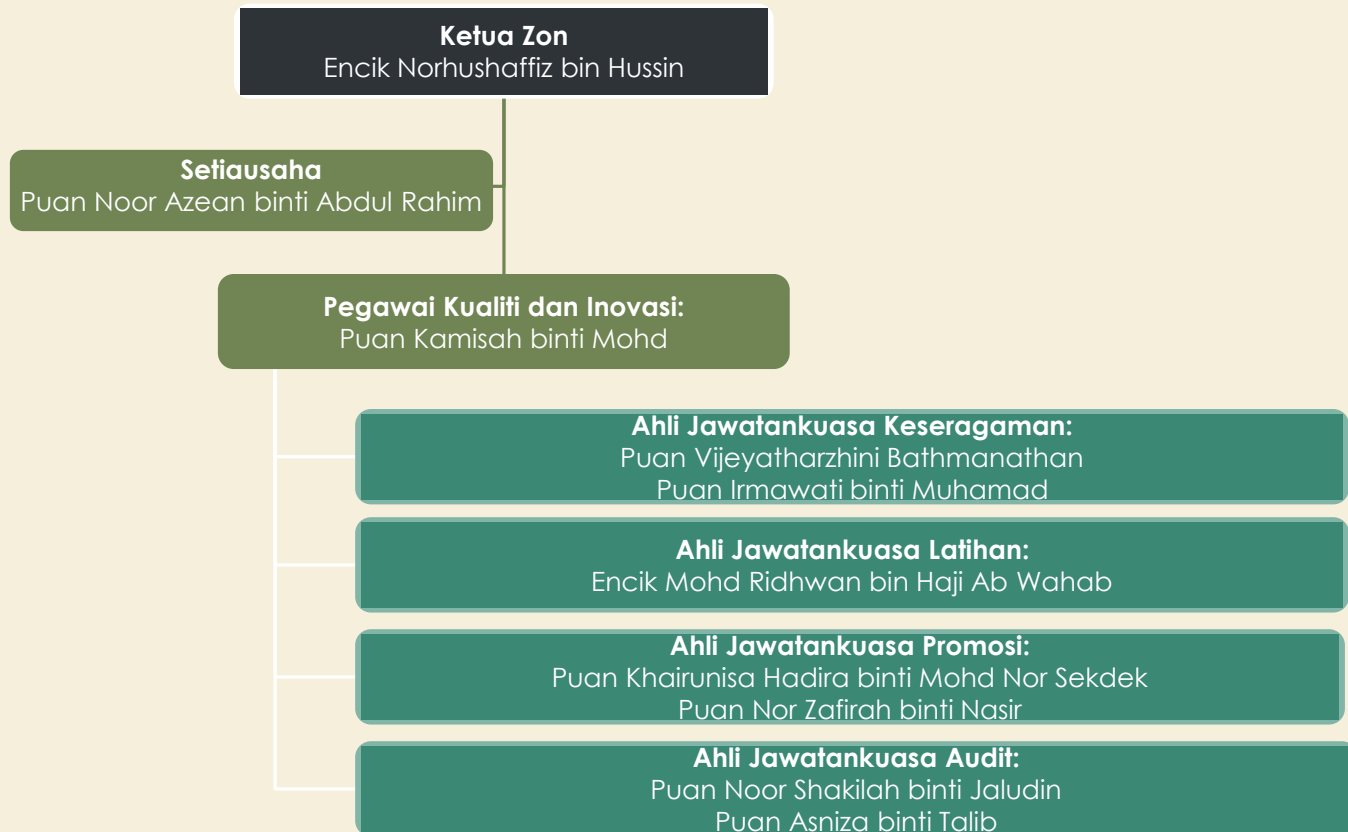 Ketua Zon
Encik Norhushaffiz bin Hussin
Setiausaha
Puan Noor Azean binti Abdul Rahim
Pegawai Kualiti dan Inovasi:
Puan Kamisah binti Mohd
Ahli Jawatankuasa Keseragaman:
Puan Vijeyatharzhini Bathmanathan
Puan Irmawati binti Muhamad
Ahli Jawatankuasa Latihan:
Encik Mohd Ridhwan bin Haji Ab Wahab
Ahli Jawatankuasa Promosi:
Puan Khairunisa Hadira binti Mohd Nor Sekdek
Puan Nor Zafirah binti Nasir
Ahli Jawatankuasa Audit:
Puan Noor Shakilah binti Jaludin
Puan Asniza binti Talib